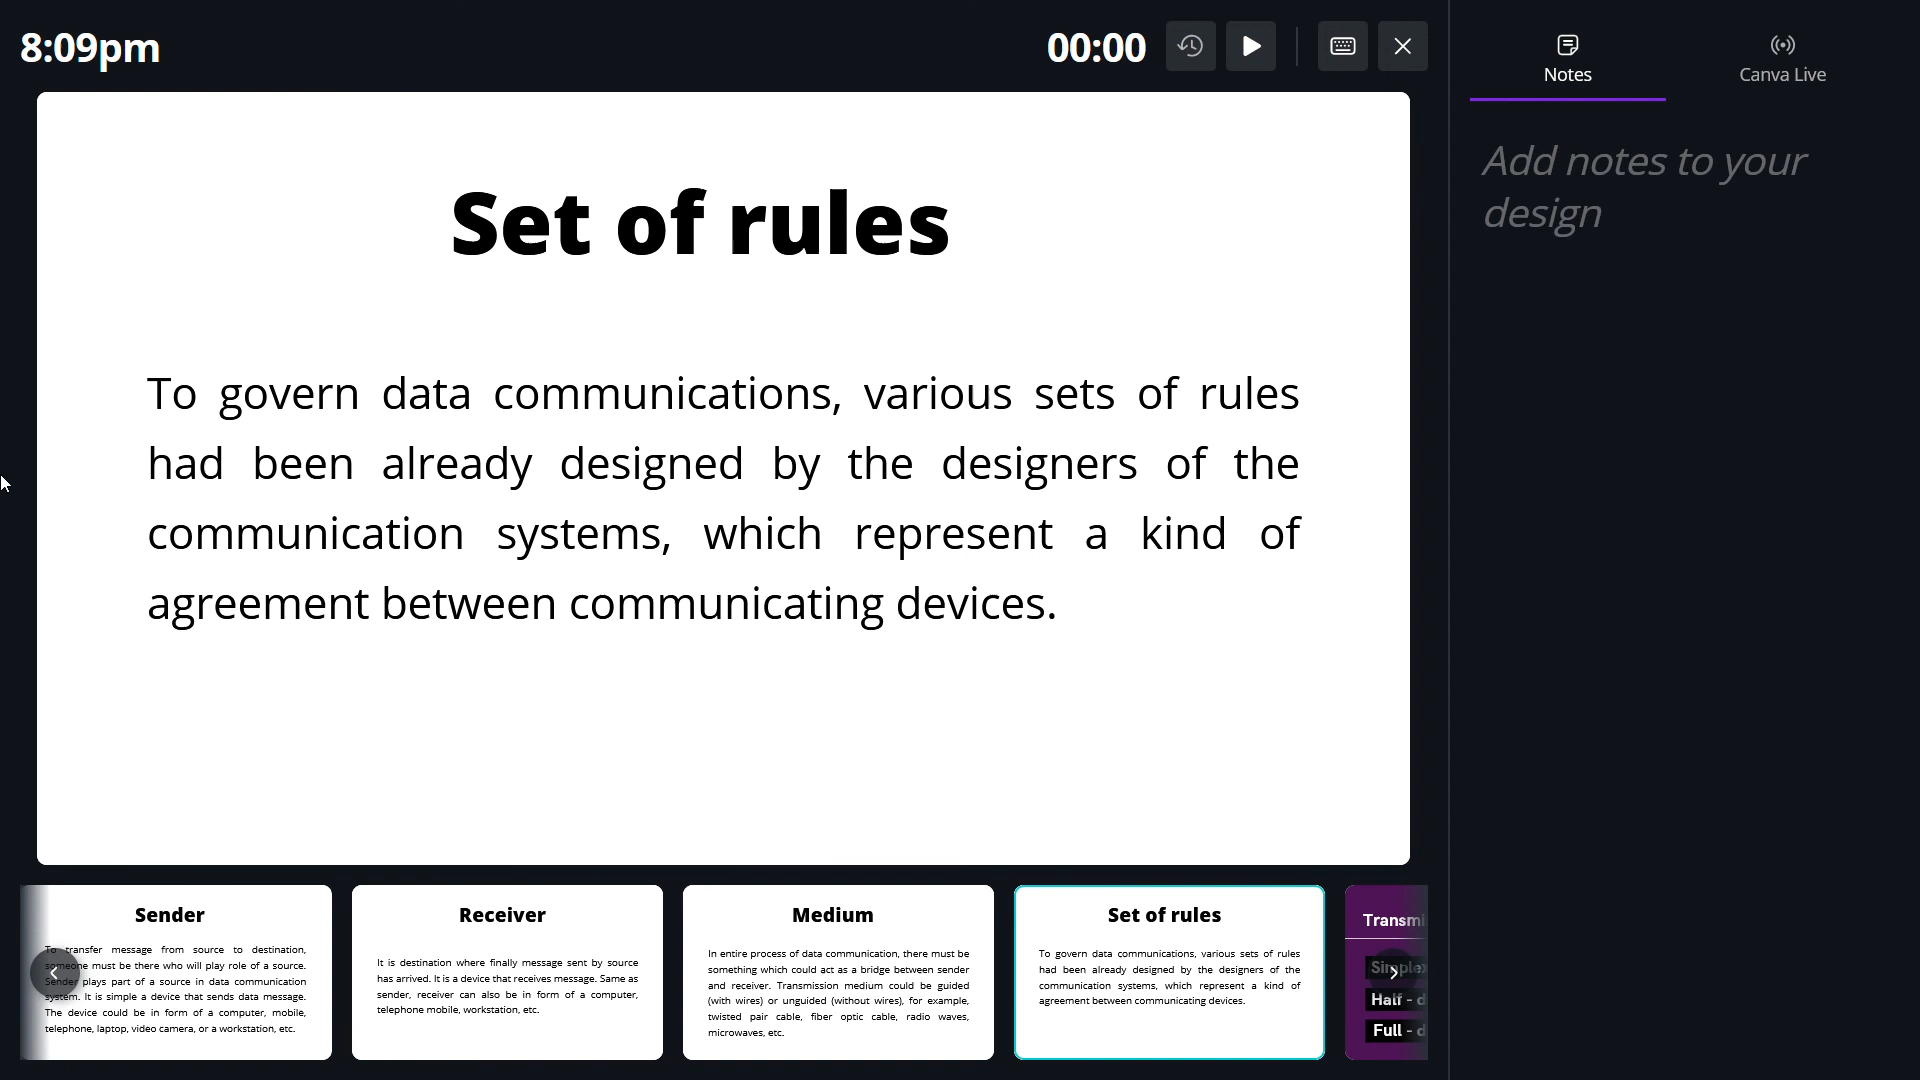 8:09pm
00:00
Notes
Canva Live
Add notes to your
design
Set of rules
To govern data communications, various sets of rules
had been already designed by the designers of the
communication systems, which represent a kind of
agreement between communicating devices.
Sender
To transfer message from source to destination,
someone must be there who will play role of a source.
Sender plays part of a source in data communication
system. It is simple a device that sends data message.
The device could be in form of a computer, mobile,
telephone, laptop, video camera, or a workstation, etc.
Receiver
It is destination where finally message sent by source
has arrived. It is a device that receives message. Same as
sender, receiver can also be in form of a computer,
telephone mobile, workstation, etc.
Medium
In entire process of data communication, there must be
something which could act as a bridge between sender
and receiver. Transmission medium could be guided
(with wires) or unguided (without wires), for example,
twisted pair cable, fiber optic cable, radio waves,
microwaves, etc.
Set of rules
To govern data communications, various sets of rules
had been already designed by the designers of the
communication systems, which represent a kind of
agreement between communicating devices.
Transmi
Simplex
Half - d
Full - d